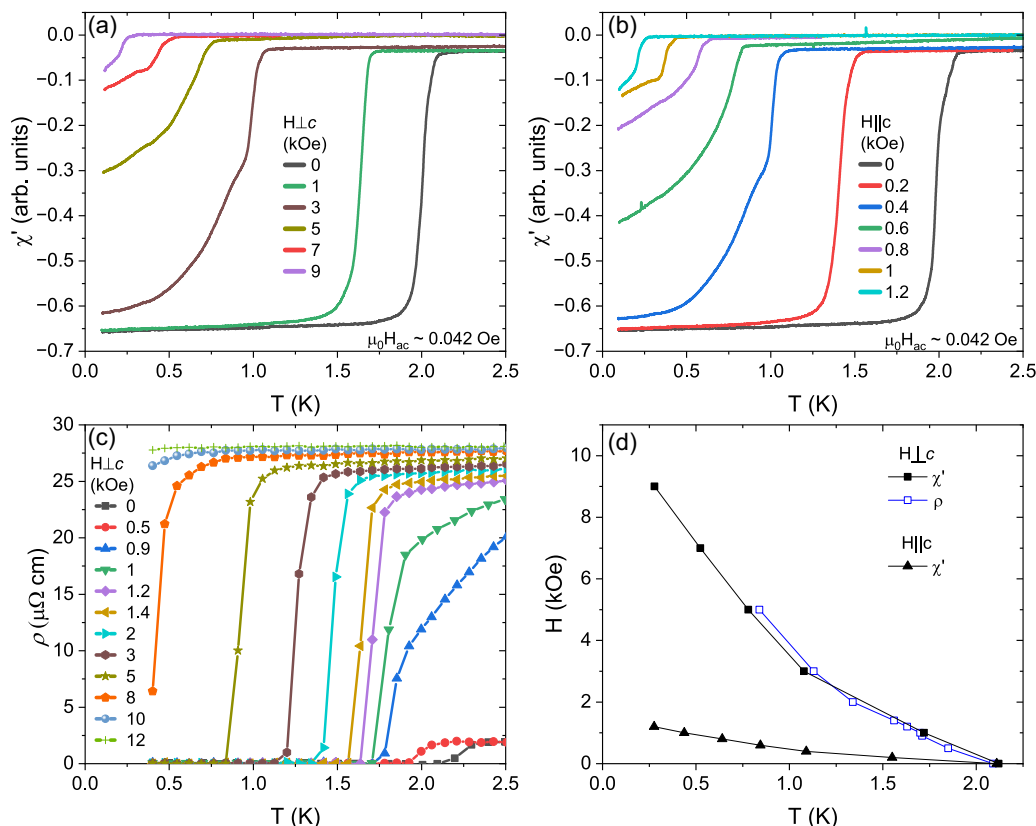 (a)
H⊥c
(kOe)
0
1
3
5
7
9
μ₀Hac ~ 0.042 Oe
χ' (arb. units)
0.0
−0.1
−0.2
−0.3
−0.4
−0.5
−0.6
−0.7
0.0 0.5 1.0 1.5 2.0 2.5
T (K)
(b)
H||c
(kOe)
0
0.2
0.4
0.6
0.8
1
1.2
μ₀Hac ~ 0.042 Oe
χ' (arb. units)
0.0
−0.1
−0.2
−0.3
−0.4
−0.5
−0.6
−0.7
0.0 0.5 1.0 1.5 2.0 2.5
T (K)
(c)
H⊥c
(kOe)
0
0.5
0.9
1
1.2
1.4
2
3
5
8
10
12
ρ (μΩ cm)
30
25
20
15
10
5
0
0.0 0.5 1.0 1.5 2.0 2.5
T (K)
(d)
H⊥c
χ'
ρ
H||c
χ'
H (kOe)
10
8
6
4
2
0
0.0 0.5 1.0 1.5 2.0
T (K)